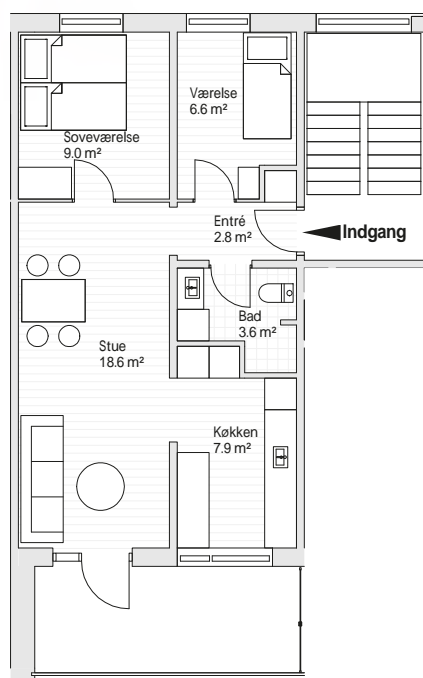 Værelse
6.6 m²
Soveværelse
9.0 m²
Entré
2.8 m²
Indgang
Bad
3.6 m²
Stue
18.6 m²
Køkken
7.9 m²